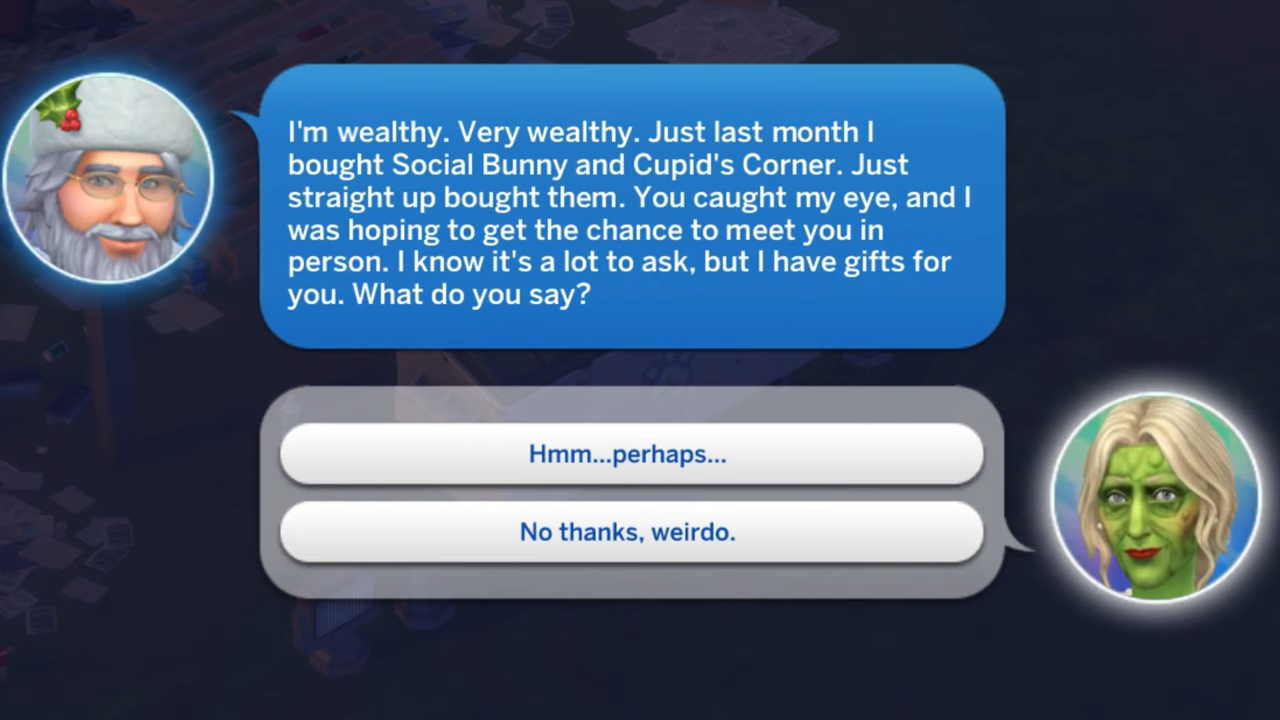 I'm wealthy. Very wealthy. Just last month I
bought Social Bunny and Cupid's Corner. Just
straight up bought them. You caught my eye, and I
was hoping to get the chance to meet you in
person. I know it's a lot to ask, but I have gifts for
you. What do you say?
Hmm...perhaps...
No thanks, weirdo.